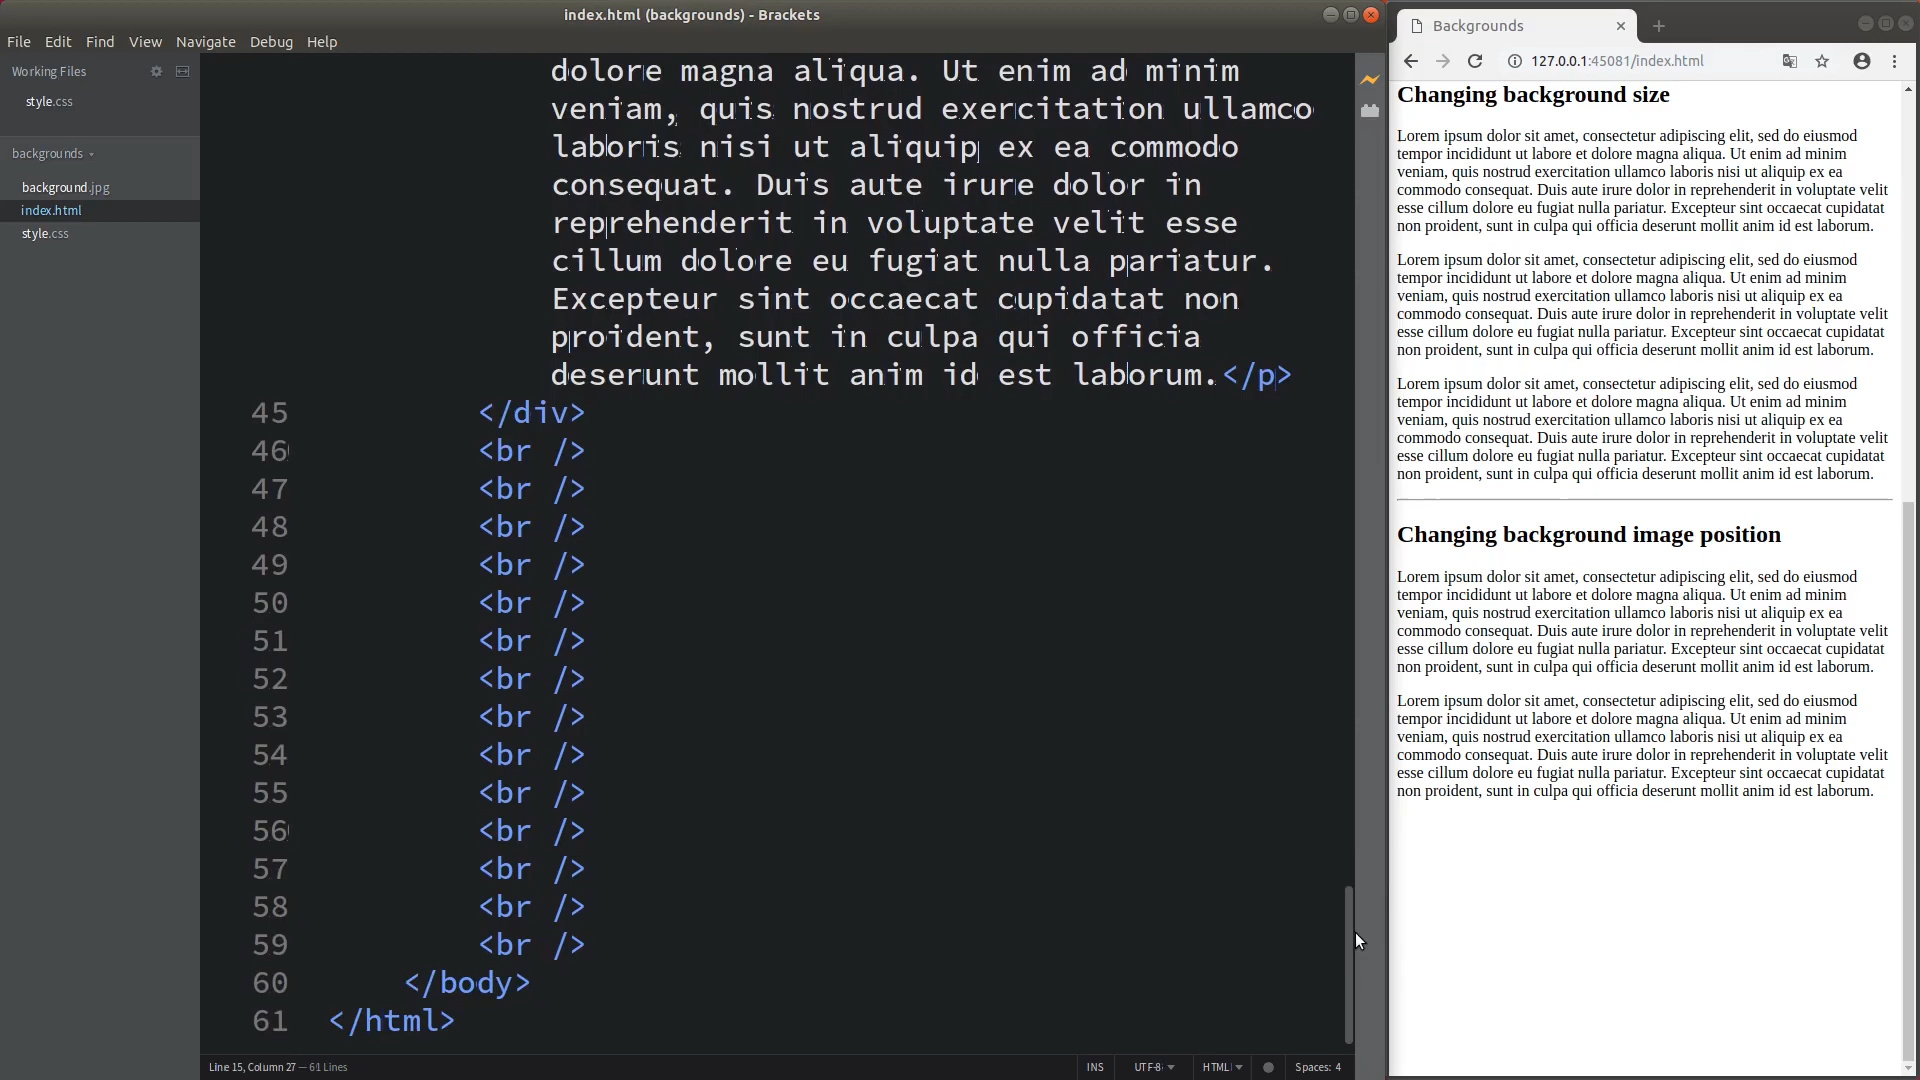 index.html (backgrounds) - Brackets
File Edit Find View Navigate Debug Help
Working Files
style.css
backgrounds
background.jpg
index.html
style.css
dolore magna aliqua. Ut enim ad minim
veniam, quis nostrud exercitation ullamco
laboris nisi ut aliquip ex ea commodo
consequat. Duis aute irure dolor in
reprehenderit in voluptate velit esse
cillum dolore eu fugiat nulla pariatur.
Excepteur sint occaecat cupidatat non
proident, sunt in culpa qui officia
deserunt mollit anim id est laborum.</p>
45 </div>
46 <br />
47 <br />
48 <br />
49 <br />
50 <br />
51 <br />
52 <br />
53 <br />
54 <br />
55 <br />
56 <br />
57 <br />
58 <br />
59 <br />
60 </body>
61 </html>
Line 15, Column 27 — 61 Lines
INS UTF-8 HTML Spaces: 4
Backgrounds
127.0.0.1:45081/index.html
Changing background size
Lorem ipsum dolor sit amet, consectetur adipiscing elit, sed do eiusmod
tempor incididunt ut labore et dolore magna aliqua. Ut enim ad minim
veniam, quis nostrud exercitation ullamco laboris nisi ut aliquip ex ea
commodo consequat. Duis aute irure dolor in reprehenderit in voluptate velit
esse cillum dolore eu fugiat nulla pariatur. Excepteur sint occaecat cupidatat
non proident, sunt in culpa qui officia deserunt mollit anim id est laborum.
Lorem ipsum dolor sit amet, consectetur adipiscing elit, sed do eiusmod
tempor incididunt ut labore et dolore magna aliqua. Ut enim ad minim
veniam, quis nostrud exercitation ullamco laboris nisi ut aliquip ex ea
commodo consequat. Duis aute irure dolor in reprehenderit in voluptate velit
esse cillum dolore eu fugiat nulla pariatur. Excepteur sint occaecat cupidatat
non proident, sunt in culpa qui officia deserunt mollit anim id est laborum.
Lorem ipsum dolor sit amet, consectetur adipiscing elit, sed do eiusmod
tempor incididunt ut labore et dolore magna aliqua. Ut enim ad minim
veniam, quis nostrud exercitation ullamco laboris nisi ut aliquip ex ea
commodo consequat. Duis aute irure dolor in reprehenderit in voluptate velit
esse cillum dolore eu fugiat nulla pariatur. Excepteur sint occaecat cupidatat
non proident, sunt in culpa qui officia deserunt mollit anim id est laborum.
Changing background image position
Lorem ipsum dolor sit amet, consectetur adipiscing elit, sed do eiusmod
tempor incididunt ut labore et dolore magna aliqua. Ut enim ad minim
veniam, quis nostrud exercitation ullamco laboris nisi ut aliquip ex ea
commodo consequat. Duis aute irure dolor in reprehenderit in voluptate velit
esse cillum dolore eu fugiat nulla pariatur. Excepteur sint occaecat cupidatat
non proident, sunt in culpa qui officia deserunt mollit anim id est laborum.
Lorem ipsum dolor sit amet, consectetur adipiscing elit, sed do eiusmod
tempor incididunt ut labore et dolore magna aliqua. Ut enim ad minim
veniam, quis nostrud exercitation ullamco laboris nisi ut aliquip ex ea
commodo consequat. Duis aute irure dolor in reprehenderit in voluptate velit
esse cillum dolore eu fugiat nulla pariatur. Excepteur sint occaecat cupidatat
non proident, sunt in culpa qui officia deserunt mollit anim id est laborum.